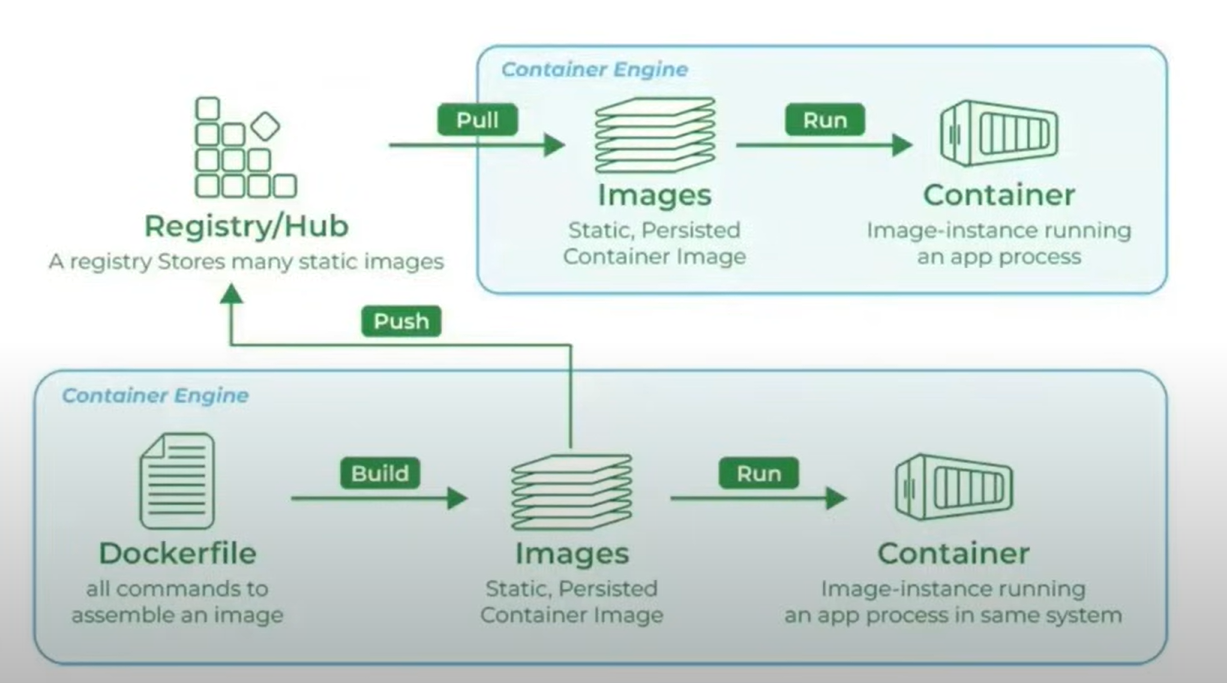 Container Engine
Pull
Run
Images
Static, Persisted
Container Image
Container
Image-instance running
an app process
Registry/Hub
A registry Stores many static images
Push
Container Engine
Build
Run
Dockerfile
all commands to
assemble an image
Images
Static, Persisted
Container Image
Container
Image-instance running
an app process in same system